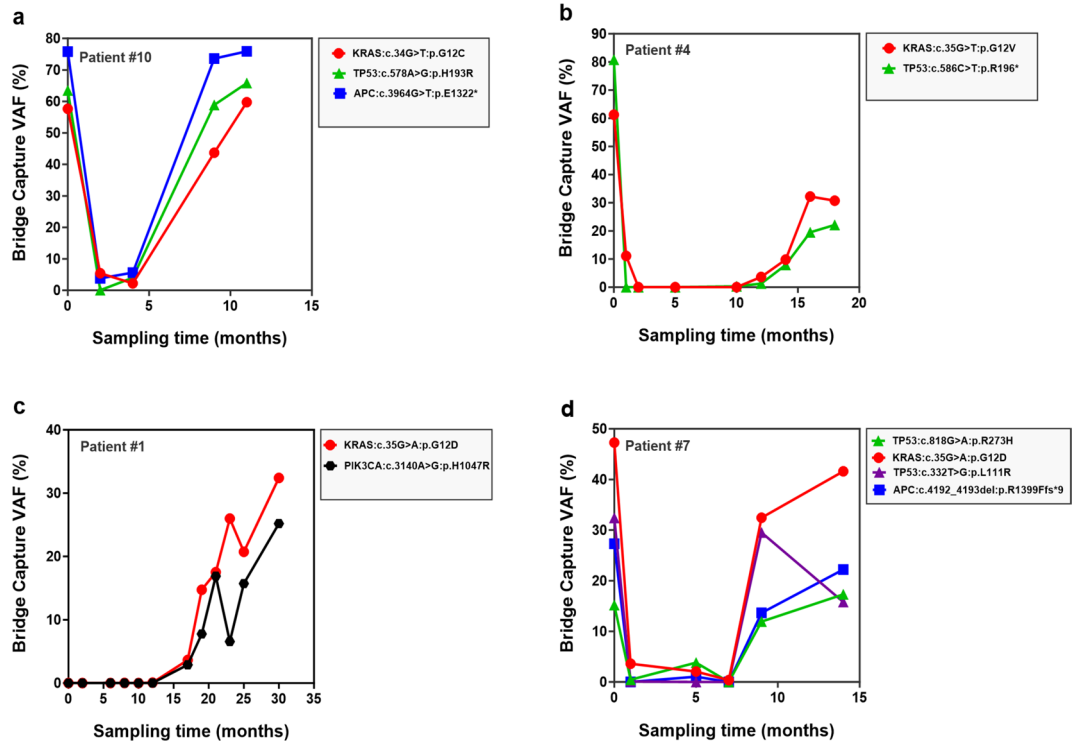 a
Patient #10
Bridge Capture VAF (%)
80
70
60
50
40
30
20
10
0
0 5 10 15
Sampling time (months)
KRAS:c.34G>T:p.G12C
TP53:c.578A>G:p.H193R
APC:c.3964G>T:p.E1322*
b
Patient #4
Bridge Capture VAF (%)
90
80
70
60
50
40
30
20
10
0
0 5 10 15 20
Sampling time (months)
KRAS:c.35G>T:p.G12V
TP53:c.586C>T:p.R196*
c
Patient #1
Bridge Capture VAF (%)
40
30
20
10
0
0 5 10 15 20 25 30 35
Sampling time (months)
KRAS:c.35G>A:p.G12D
PIK3CA:c.3140A>G:p.H1047R
d
Patient #7
Bridge Capture VAF (%)
50
40
30
20
10
0
0 5 10 15
Sampling time (months)
TP53:c.818G>A:p.R273H
KRAS:c.35G>A:p.G12D
TP53:c.332T>G:p.L111R
APC:c.4192_4193del:p.R1399Ffs*9